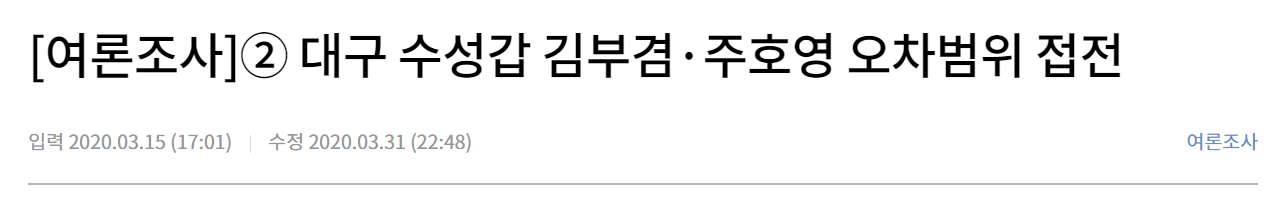 [여론조사]② 대구 수성갑 김부겸·주호영 오차범위 접전
입력 2020.03.15 (17:01) | 수정 2020.03.31 (22:48) 여론조사